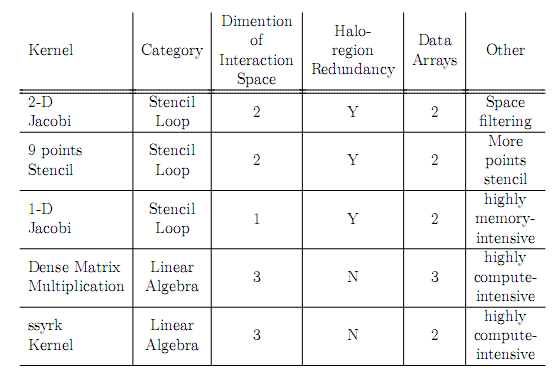 Kernel
Category
Dimention
of
Interaction
Space
Halo-
region
Redundancy
Data
Arrays
Other
2-D
Jacobi
Stencil
Loop
2
Y
2
Space
filtering
9 points
Stencil
Stencil
Loop
2
Y
2
More
points
stencil
1-D
Jacobi
Stencil
Loop
1
Y
2
highly
memory-
intensive
Dense Matrix
Multiplication
Linear
Algebra
3
N
3
highly
compute-
intensive
ssyrk
Kernel
Linear
Algebra
3
N
2
highly
compute-
intensive